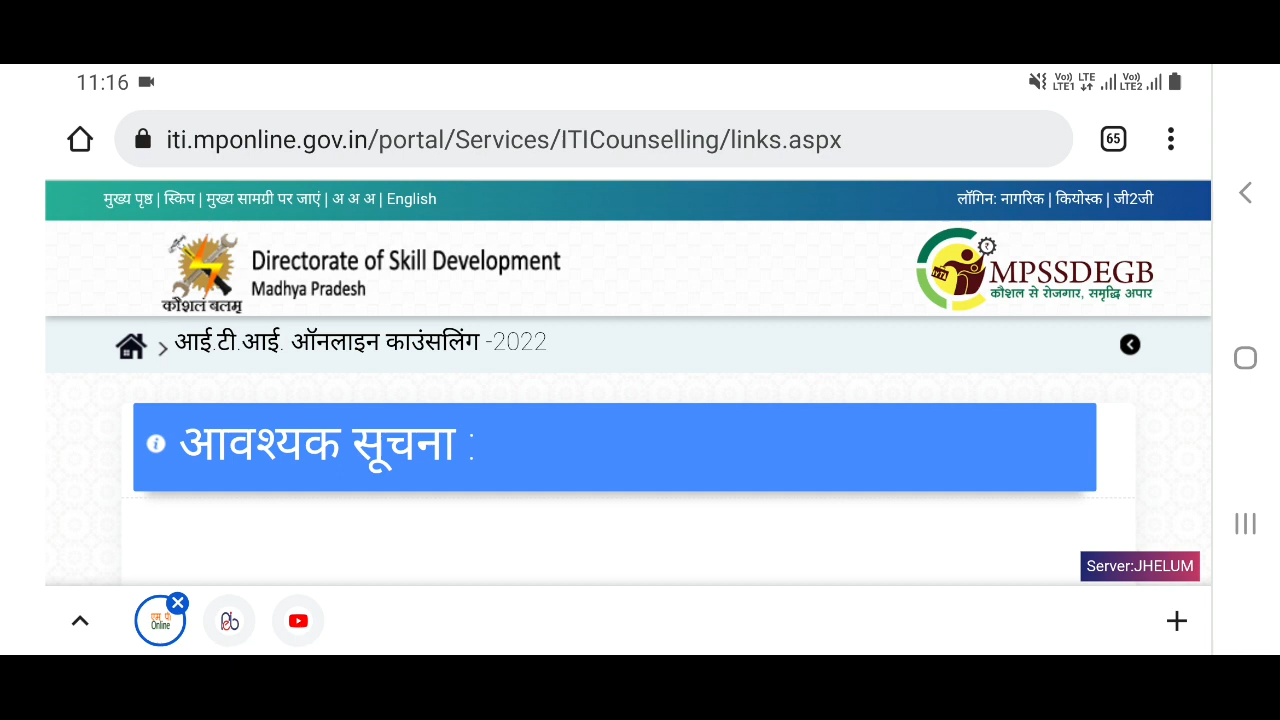 11:16
Vo) LTE1 LTE Vo) LTE2
iti.mponline.gov.in/portal/Services/ITICounselling/links.aspx
65
मुख्य पृष्ठ | स्किप | मुख्य सामग्री पर जाएं | अ अ अ | English
लॉगिन: नागरिक | कियोस्क | जी2जी
Directorate of Skill Development
Madhya Pradesh
कौशल बलम्
MPSSDEGB
कौशल से रोजगार, समृद्धि अपार
आई.टी.आई. ऑनलाइन काउंसलिंग -2022
आवश्यक सूचना :
Server:JHELUM
एम. पी.
Online